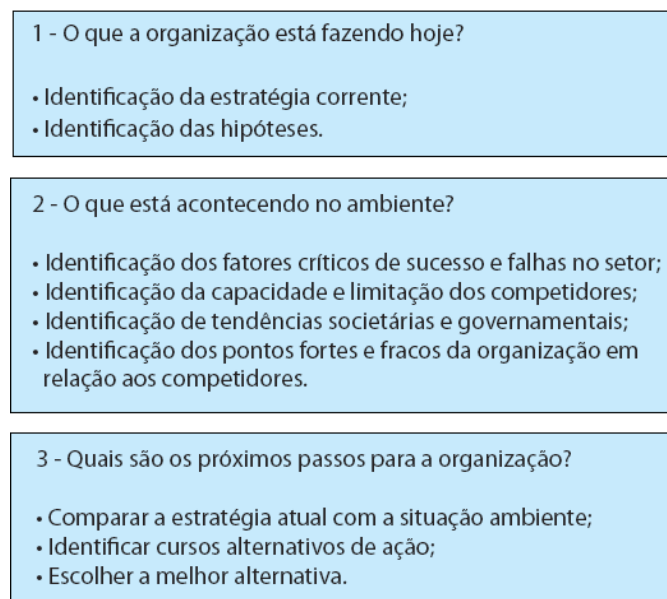 1 - O que a organização está fazendo hoje?
• Identificação da estratégia corrente;
• Identificação das hipóteses.
2 - O que está acontecendo no ambiente?
• Identificação dos fatores críticos de sucesso e falhas no setor;
• Identificação da capacidade e limitação dos competidores;
• Identificação de tendências societárias e governamentais;
• Identificação dos pontos fortes e fracos da organização em
relação aos competidores.
3 - Quais são os próximos passos para a organização?
• Comparar a estratégia atual com a situação ambiente;
• Identificar cursos alternativos de ação;
• Escolher a melhor alternativa.